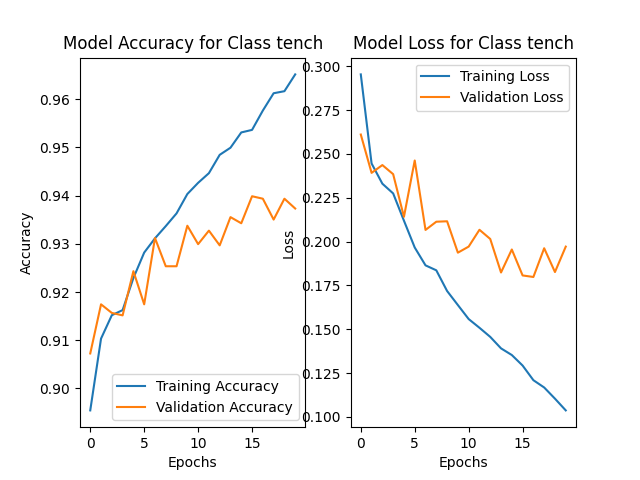 Model Accuracy for Class tench
Accuracy
0.96
0.95
0.94
0.93
0.92
0.91
0.90
0
5
10
15
Epochs
Training Accuracy
Validation Accuracy
Model Loss for Class tench
Loss
0.300
0.275
0.250
0.225
0.200
0.175
0.150
0.125
0.100
0
5
10
15
Epochs
Training Loss
Validation Loss